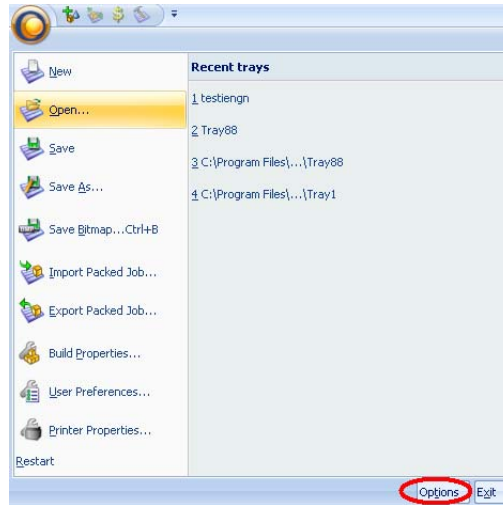 New
Open...
Save
Save As...
Save Bitmap...Ctrl+B
Import Packed Job...
Export Packed Job...
Build Properties...
User Preferences...
Printer Properties...
Restart
Recent trays
1 testiengn
2 Tray88
3 C:\Program Files\...\Tray88
4 C:\Program Files\...\Tray1
Options
Exit